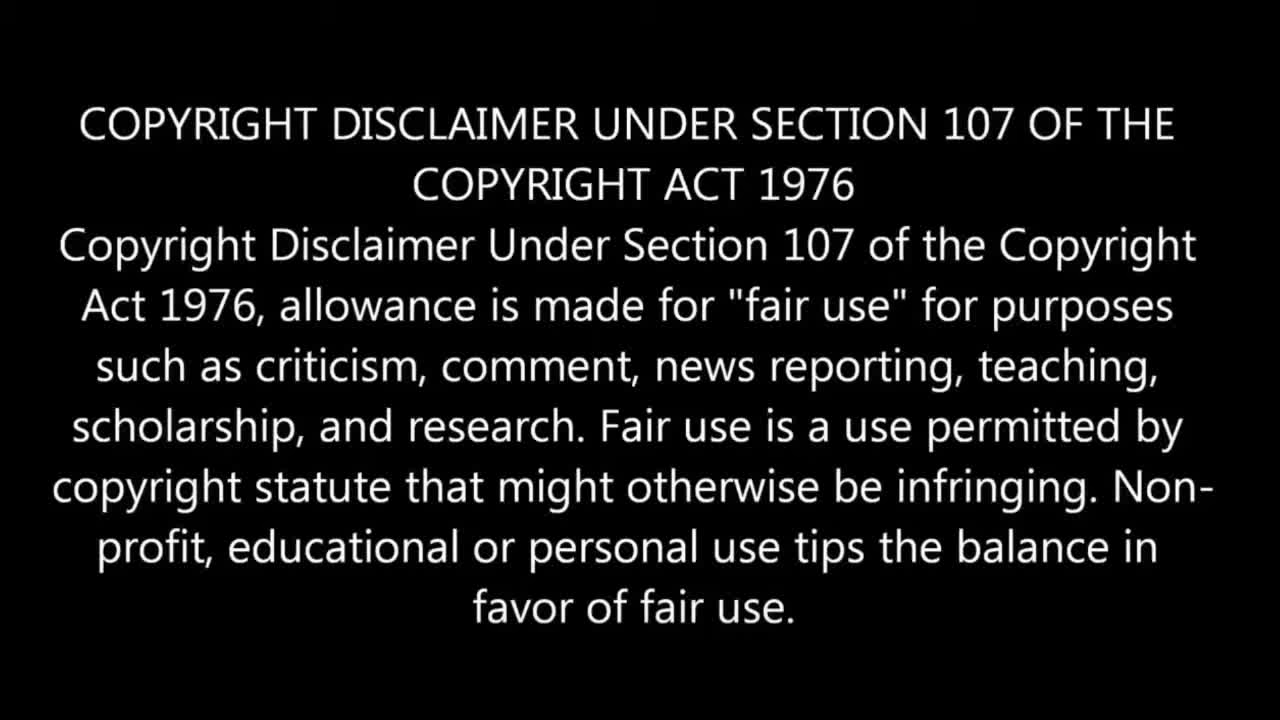 COPYRIGHT DISCLAIMER UNDER SECTION 107 OF THE
COPYRIGHT ACT 1976
Copyright Disclaimer Under Section 107 of the Copyright
Act 1976, allowance is made for "fair use" for purposes
such as criticism, comment, news reporting, teaching,
scholarship, and research. Fair use is a use permitted by
copyright statute that might otherwise be infringing. Non-
profit, educational or personal use tips the balance in
favor of fair use.